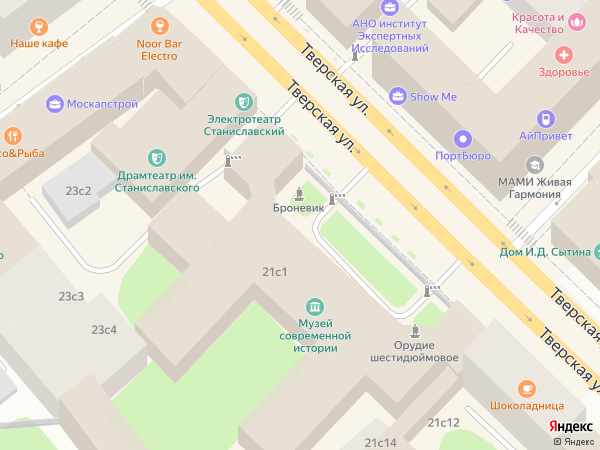 Наше кафе
Noor Bar
Electro
АНО институт
Экспертных
Исследований
Красота и
Качество
Здоровье
Тверская ул.
Тверская ул.
Москапстрой
Электротеатр
Станиславский
Show Me
АйПривет
ПортБюро
со&Рыба
Драмтеатр им.
Станиславского
23с2
МАМИ Живая
Гармония
Броневик
Дом И.Д. Сытина
21с1
23с3
23с4
Музей
современной
истории
Орудие
шестидюймовое
Тверская
Тверская ул
Шоколадница
21с12
21с14
Яндекс
© Яндекс